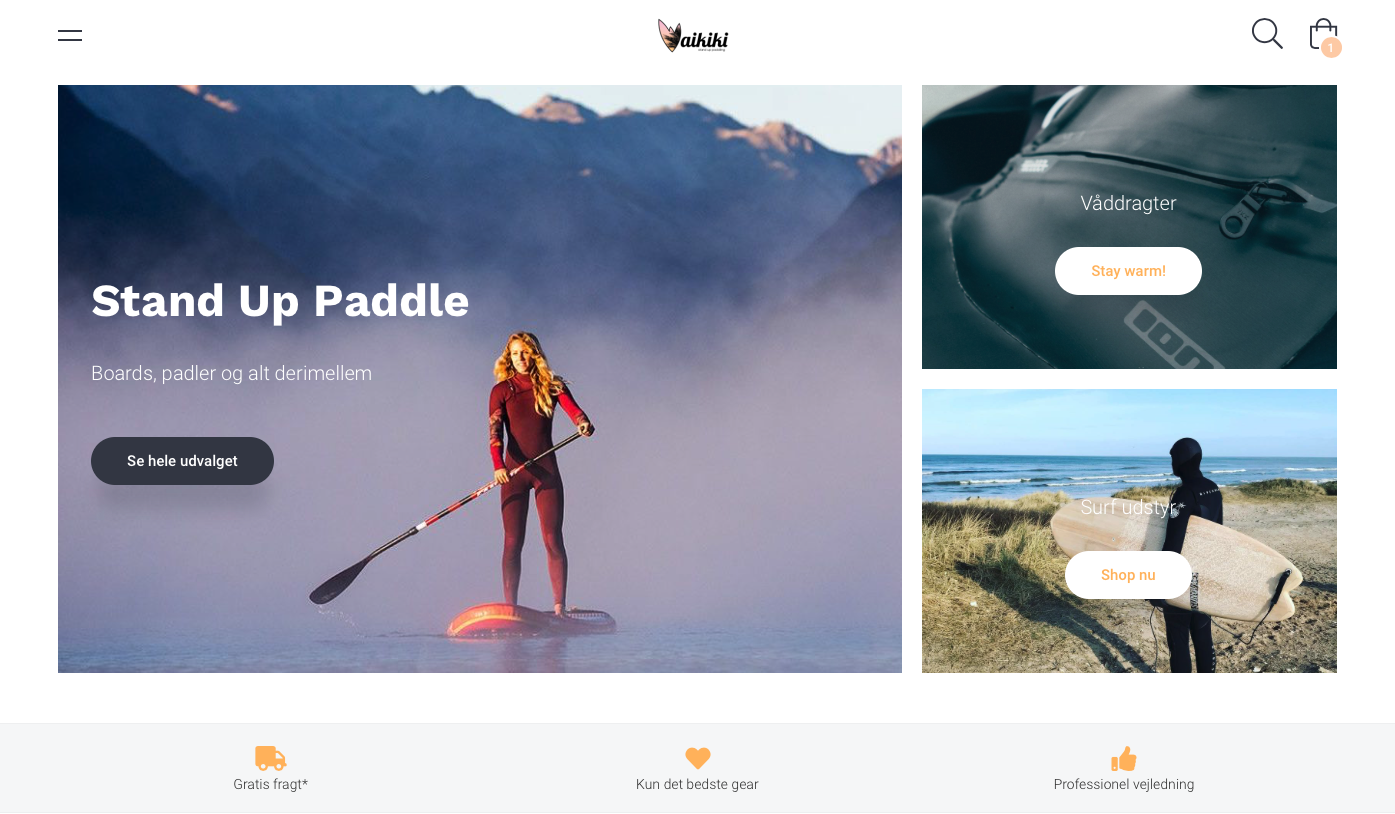 Waikiki
1
Stand Up Paddle
Boards, padler og alt derimellem
Se hele udvalget
Våddragter
Stay warm!
Surf udstyr
Shop nu
Gratis fragt*
Kun det bedste gear
Professionel vejledning